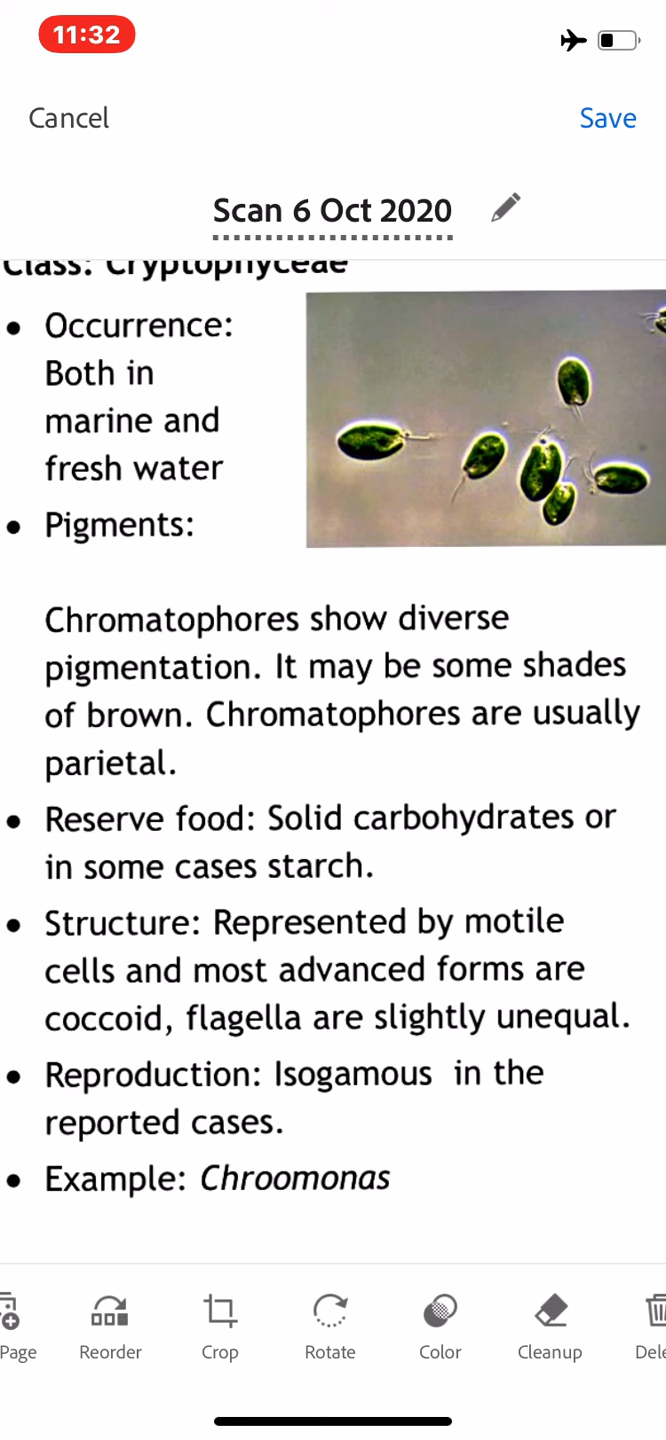 11:32
Cancel
Save
Scan 6 Oct 2020
Class: Cryptophyceae
• Occurrence:
Both in
marine and
fresh water
• Pigments:
Chromatophores show diverse
pigmentation. It may be some shades
of brown. Chromatophores are usually
parietal.
• Reserve food: Solid carbohydrates or
in some cases starch.
• Structure: Represented by motile
cells and most advanced forms are
coccoid, flagella are slightly unequal.
• Reproduction: Isogamous in the
reported cases.
• Example: Chroomonas
Page Reorder Crop Rotate Color Cleanup Dele